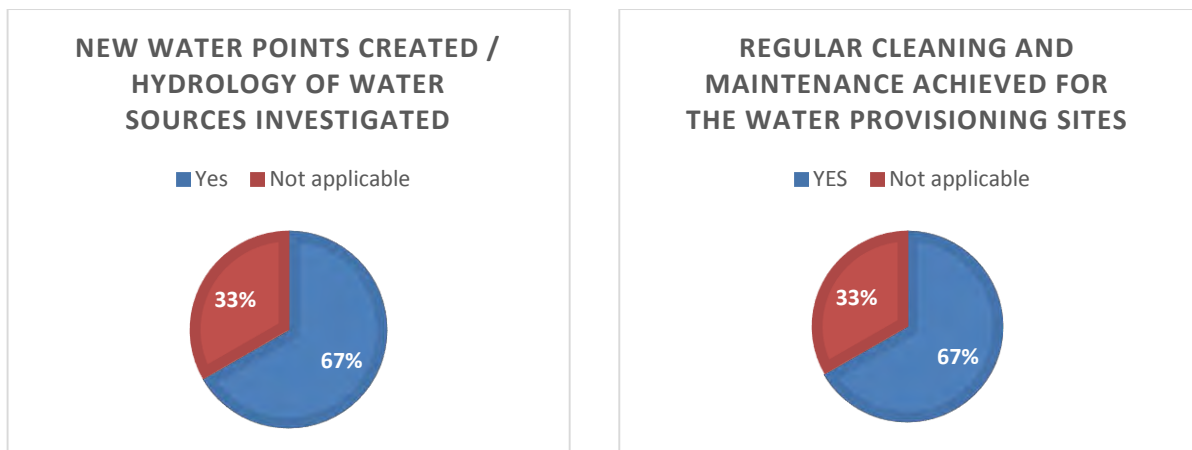 NEW WATER POINTS CREATED /
HYDROLOGY OF WATER
SOURCES INVESTIGATED
Yes Not applicable
33%
67%
REGULAR CLEANING AND
MAINTENANCE ACHIEVED FOR
THE WATER PROVISIONING SITES
YES Not applicable
33%
67%